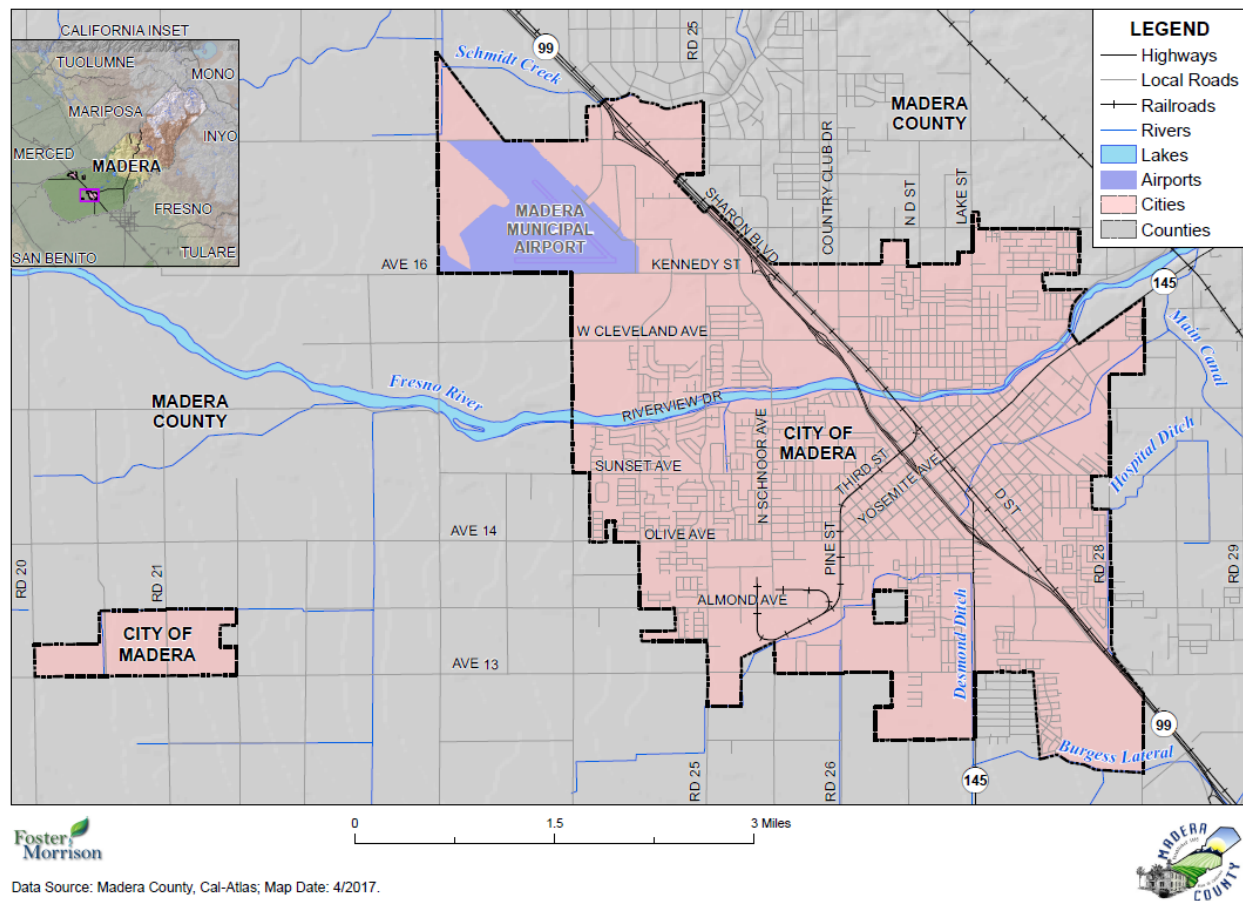 CALIFORNIA INSET
TUOLUMNE
MONO
MARIPOSA
INYO
MERCED
MADERA
FRESNO
SAN BENITO
TULARE
99
RD 25
Schmidt Creek
MADERA
COUNTY
COUNTRY CLUB DR
N D ST
LAKE ST
LEGEND
Highways
Local Roads
Railroads
Rivers
Lakes
Airports
Cities
Counties
MADERA
MUNICIPAL
AIRPORT
SHARON BLVD
AVE 16
KENNEDY ST
145
W CLEVELAND AVE
Main Canal
Fresno River
RIVERVIEW DR
MADERA
COUNTY
CITY OF
MADERA
N SCHNOOR AVE
SUNSET AVE
THIRD ST
YOSEMITE AVE
Hospital Ditch
D ST
AVE 14
OLIVE AVE
PINE ST
RD 20
RD 21
RD 28
RD 29
ALMOND AVE
CITY OF
MADERA
AVE 13
Desmond Ditch
99
Burgess Lateral
RD 25
RD 26
145
0
1.5
3 Miles
Foster
Morrison
MADERA
COUNTY
Data Source: Madera County, Cal-Atlas; Map Date: 4/2017.